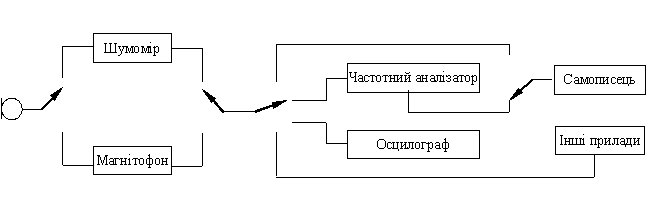 Шумомір
Частотний аналізатор
Самописець
Магнітофон
Осцилограф
Інші прилади